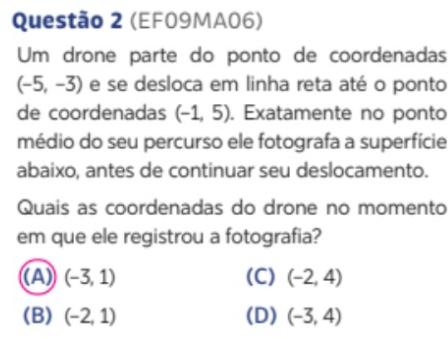 Questão 2 (EF09MA06)
Um drone parte do ponto de coordenadas
(–5, –3) e se desloca em linha reta até o ponto
de coordenadas (–1, 5). Exatamente no ponto
médio do seu percurso ele fotografa a superfície
abaixo, antes de continuar seu deslocamento.
Quais as coordenadas do drone no momento
em que ele registrou a fotografia?
(A) (–3, 1) (C) (–2, 4)
(B) (–2, 1) (D) (–3, 4)